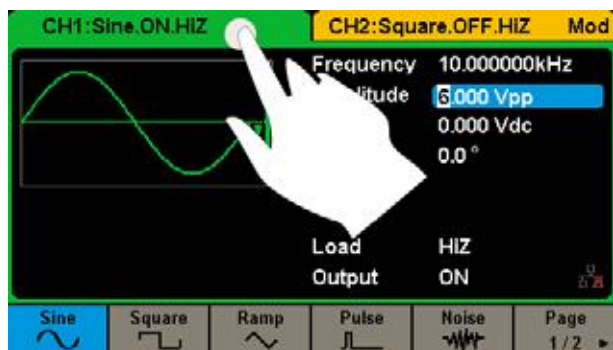 CH1:Sine.ON.HiZ
CH2:Square.OFF.HiZ Mod
Frequency 10.000000kHz
6.000 Vpp
0.000 Vdc
0.0 °
Load HIZ
Output ON
Sine Square Ramp Pulse Noise Page
1/2